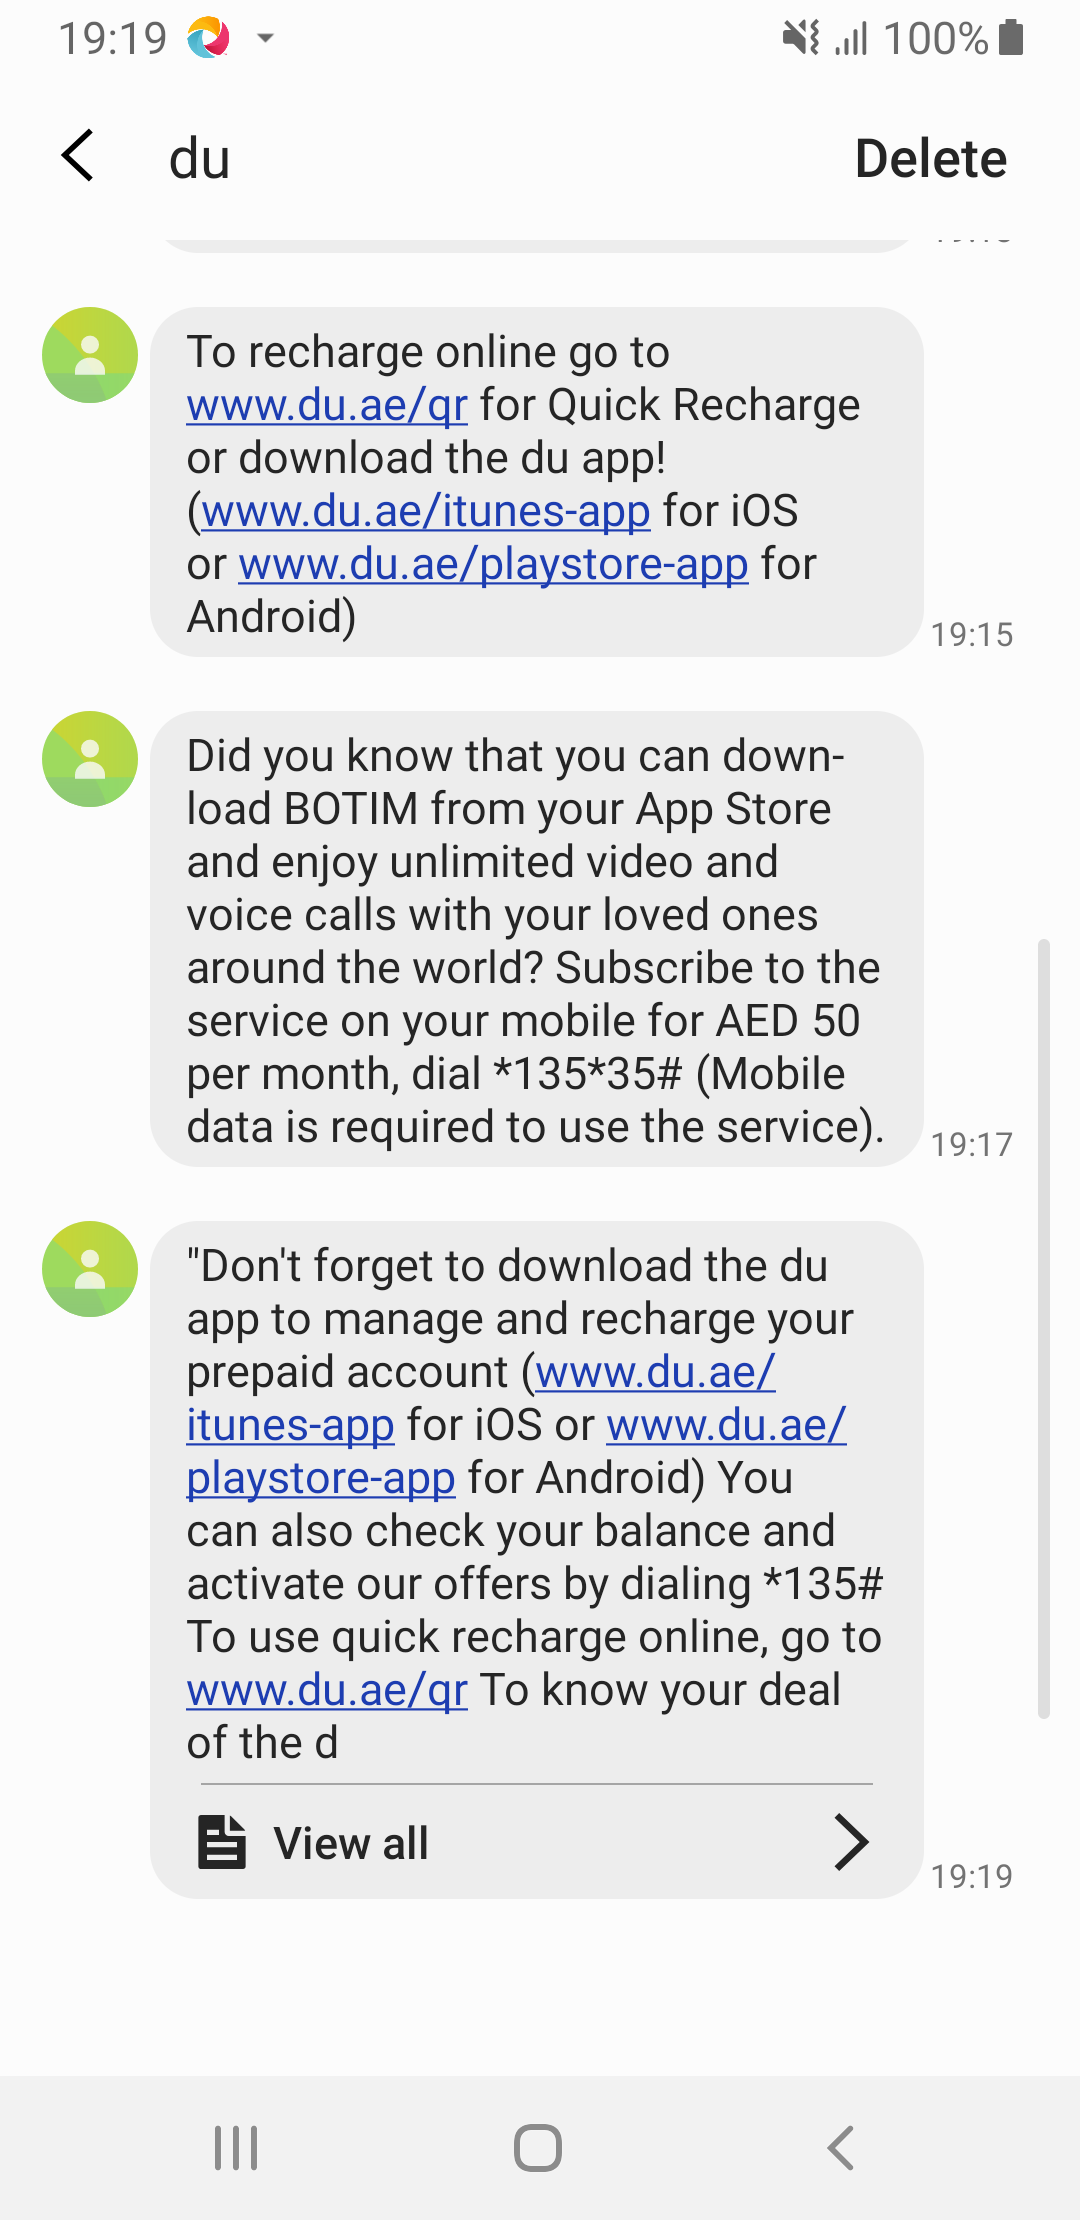 19:19
100%
du
Delete
To recharge online go to
www.du.ae/qr for Quick Recharge
or download the du app!
(www.du.ae/itunes-app for iOS
or www.du.ae/playstore-app for
Android)
19:15
Did you know that you can down-
load BOTIM from your App Store
and enjoy unlimited video and
voice calls with your loved ones
around the world? Subscribe to the
service on your mobile for AED 50
per month, dial *135*35# (Mobile
data is required to use the service).
19:17
"Don't forget to download the du
app to manage and recharge your
prepaid account (www.du.ae/
itunes-app for iOS or www.du.ae/
playstore-app for Android) You
can also check your balance and
activate our offers by dialing *135#
To use quick recharge online, go to
www.du.ae/qr To know your deal
of the d
View all
19:19